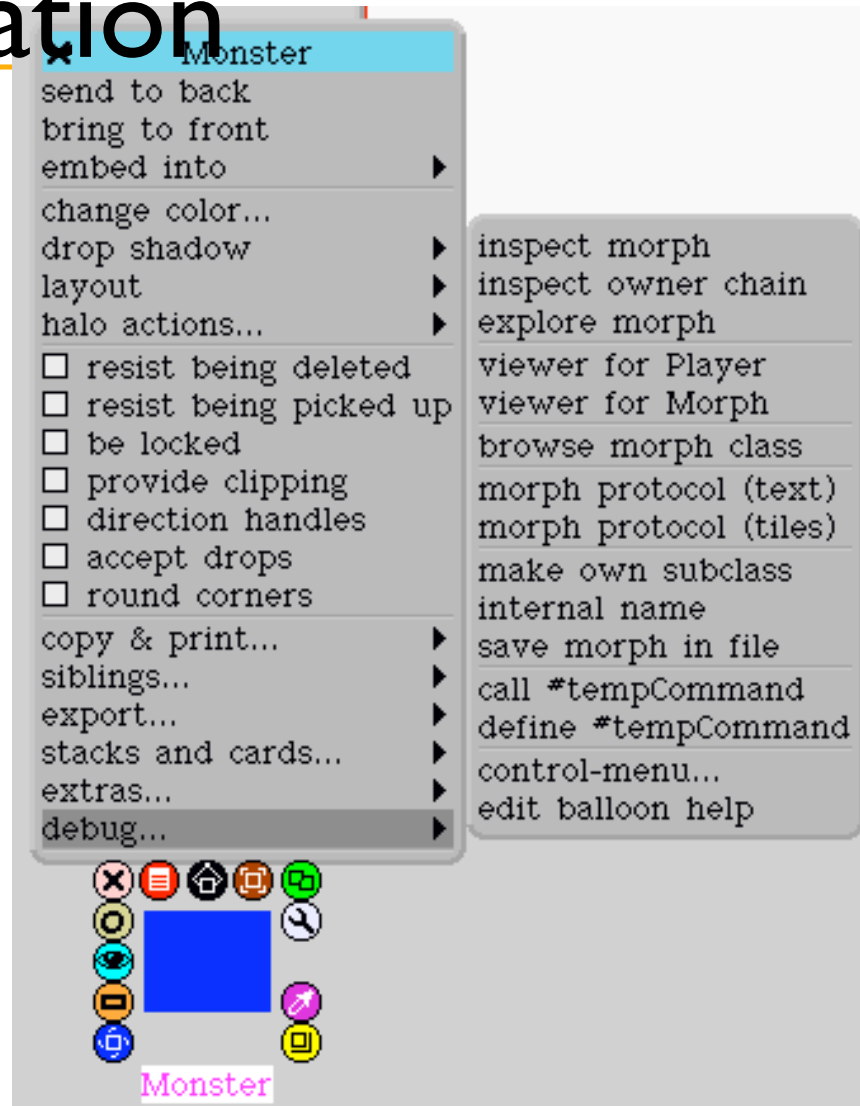 ation
Monster
send to back
bring to front
embed into
change color...
drop shadow
layout
halo actions...
resist being deleted
resist being picked up
be locked
provide clipping
direction handles
accept drops
round corners
copy & print...
siblings...
export...
stacks and cards...
extras...
debug...
inspect morph
inspect owner chain
explore morph
viewer for Player
viewer for Morph
browse morph class
morph protocol (text)
morph protocol (tiles)
make own subclass
internal name
save morph in file
call #tempCommand
define #tempCommand
control-menu...
edit balloon help
Monster